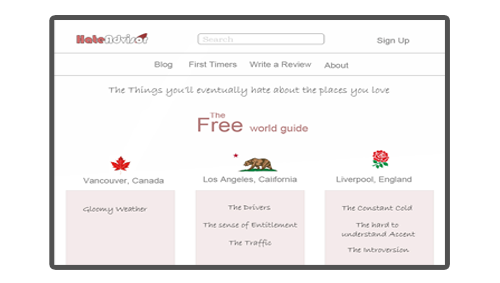 HateAdvisor
Search
Sign Up
Blog First Timers Write a Review About
The Things you'll eventually hate about the places you love
The
Free world guide
Vancouver, Canada
Gloomy Weather
Los Angeles, California
The Drivers
The sense of Entitlement
The Traffic
Liverpool, England
The Constant Cold
The hard to
understand Accent
The Introversion